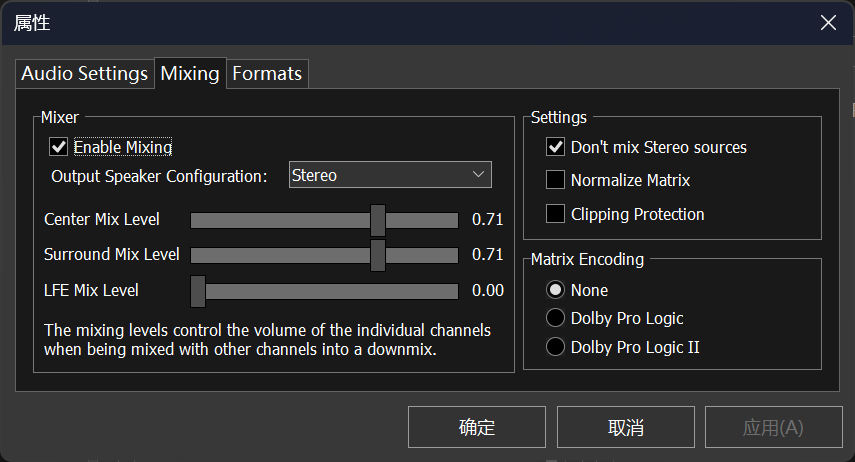 属性
Audio Settings Mixing Formats
Mixer
Enable Mixing
Output Speaker Configuration: Stereo
Center Mix Level 0.71
Surround Mix Level 0.71
LFE Mix Level 0.00
The mixing levels control the volume of the individual channels
when being mixed with other channels into a downmix.
Settings
Don't mix Stereo sources
Normalize Matrix
Clipping Protection
Matrix Encoding
None
Dolby Pro Logic
Dolby Pro Logic II
确定 取消 应用(A)